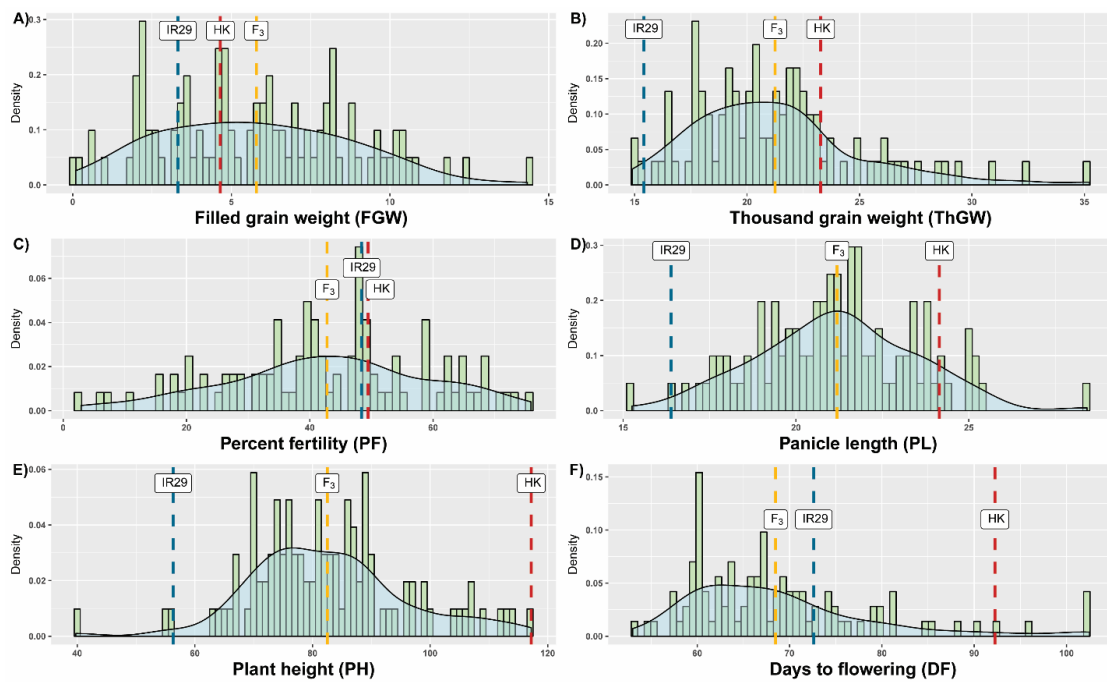 A)
IR29 HK F3
0.3
0.2
0.1
0.0
Density
0 5 10 15
Filled grain weight (FGW)
B)
IR29 F3 HK
0.20
0.15
0.10
0.05
0.00
Density
15 20 25 30 35
Thousand grain weight (ThGW)
C)
IR29
F3 HK
0.06
0.04
0.02
0.00
Density
0 20 40 60
Percent fertility (PF)
D)
IR29 F3 HK
0.3
0.2
0.1
0.0
Density
15 20 25
Panicle length (PL)
E)
IR29 F3 HK
0.06
0.04
0.02
0.00
Density
40 60 80 100 120
Plant height (PH)
F)
F3 IR29 HK
0.15
0.10
0.05
0.00
Density
60 70 80 90 100
Days to flowering (DF)